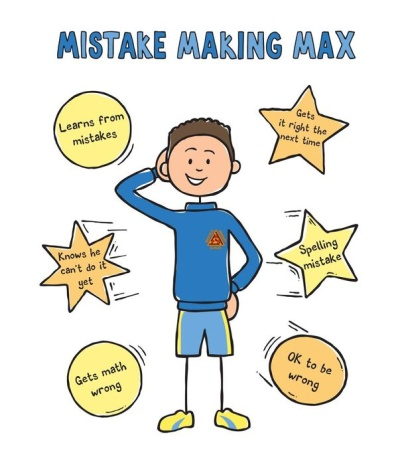 MISTAKE MAKING MAX
Learns from
mistakes
Gets
it right the
next time
Knows he
can't do it
yet
Spelling
mistake
Gets math
wrong
OK to be
wrong